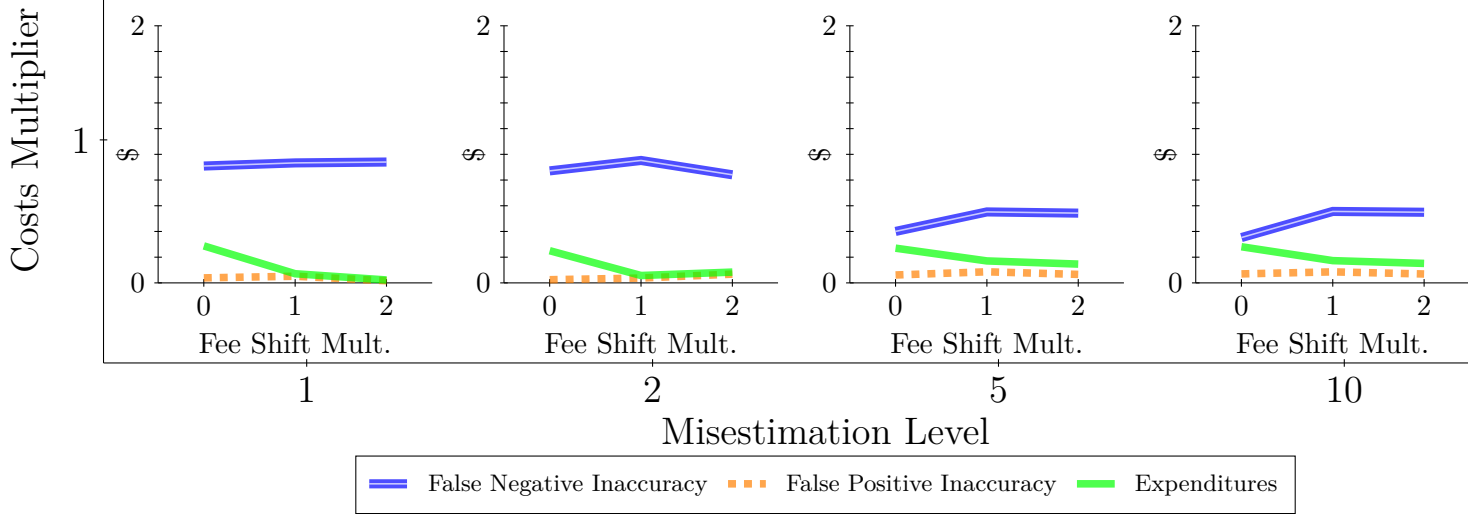 Costs Multiplier
1
2
0
$
0 1 2
Fee Shift Mult.
2
0
$
0 1 2
Fee Shift Mult.
2
0
$
0 1 2
Fee Shift Mult.
2
0
$
0 1 2
Fee Shift Mult.
1 2 5 10
Misestimation Level
False Negative Inaccuracy False Positive Inaccuracy Expenditures